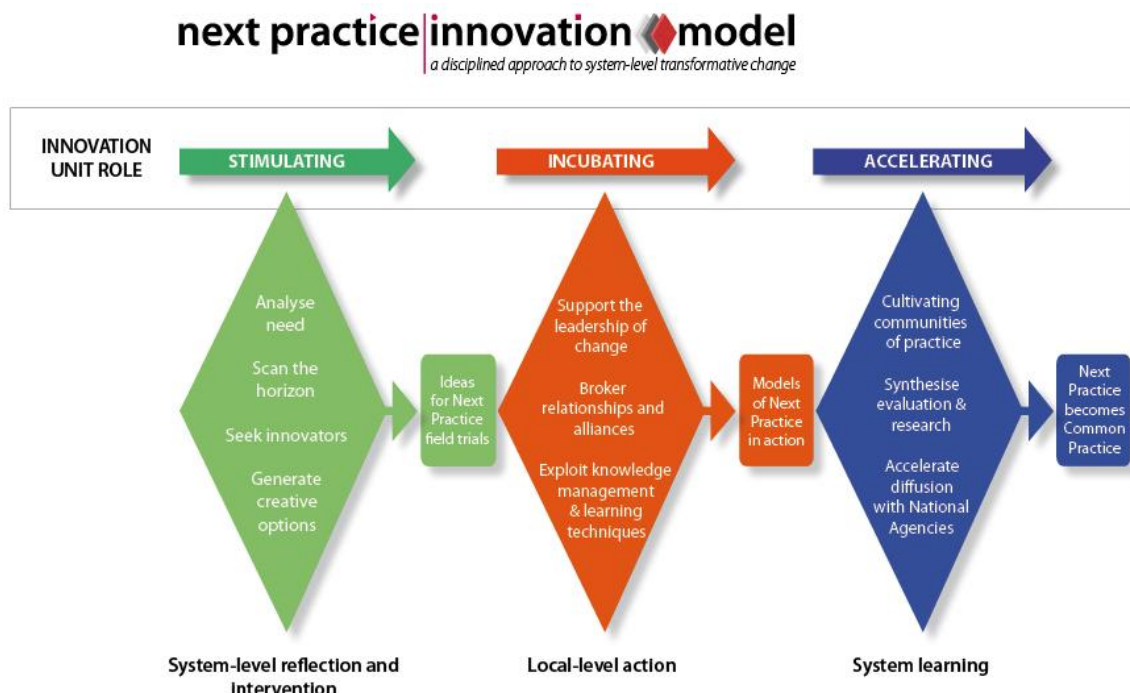 next practice innovation model
a disciplined approach to system-level transformative change
INNOVATION
UNIT ROLE
STIMULATING
INCUBATING
ACCELERATING
Analyse
need
Scan the
horizon
Seek innovators
Generate
creative
options
Ideas
for Next
Practice
field trials
Support the
leadership of
change
Broker
relationships and
alliances
Exploit knowledge
management
& learning
techniques
Models
of Next
Practice
in action
Cultivating
communities
of practice
Synthesise
evaluation &
research
Accelerate
diffusion
with National
Agencies
Next
Practice
becomes
Common
Practice
System-level reflection and
intervention
Local-level action
System learning